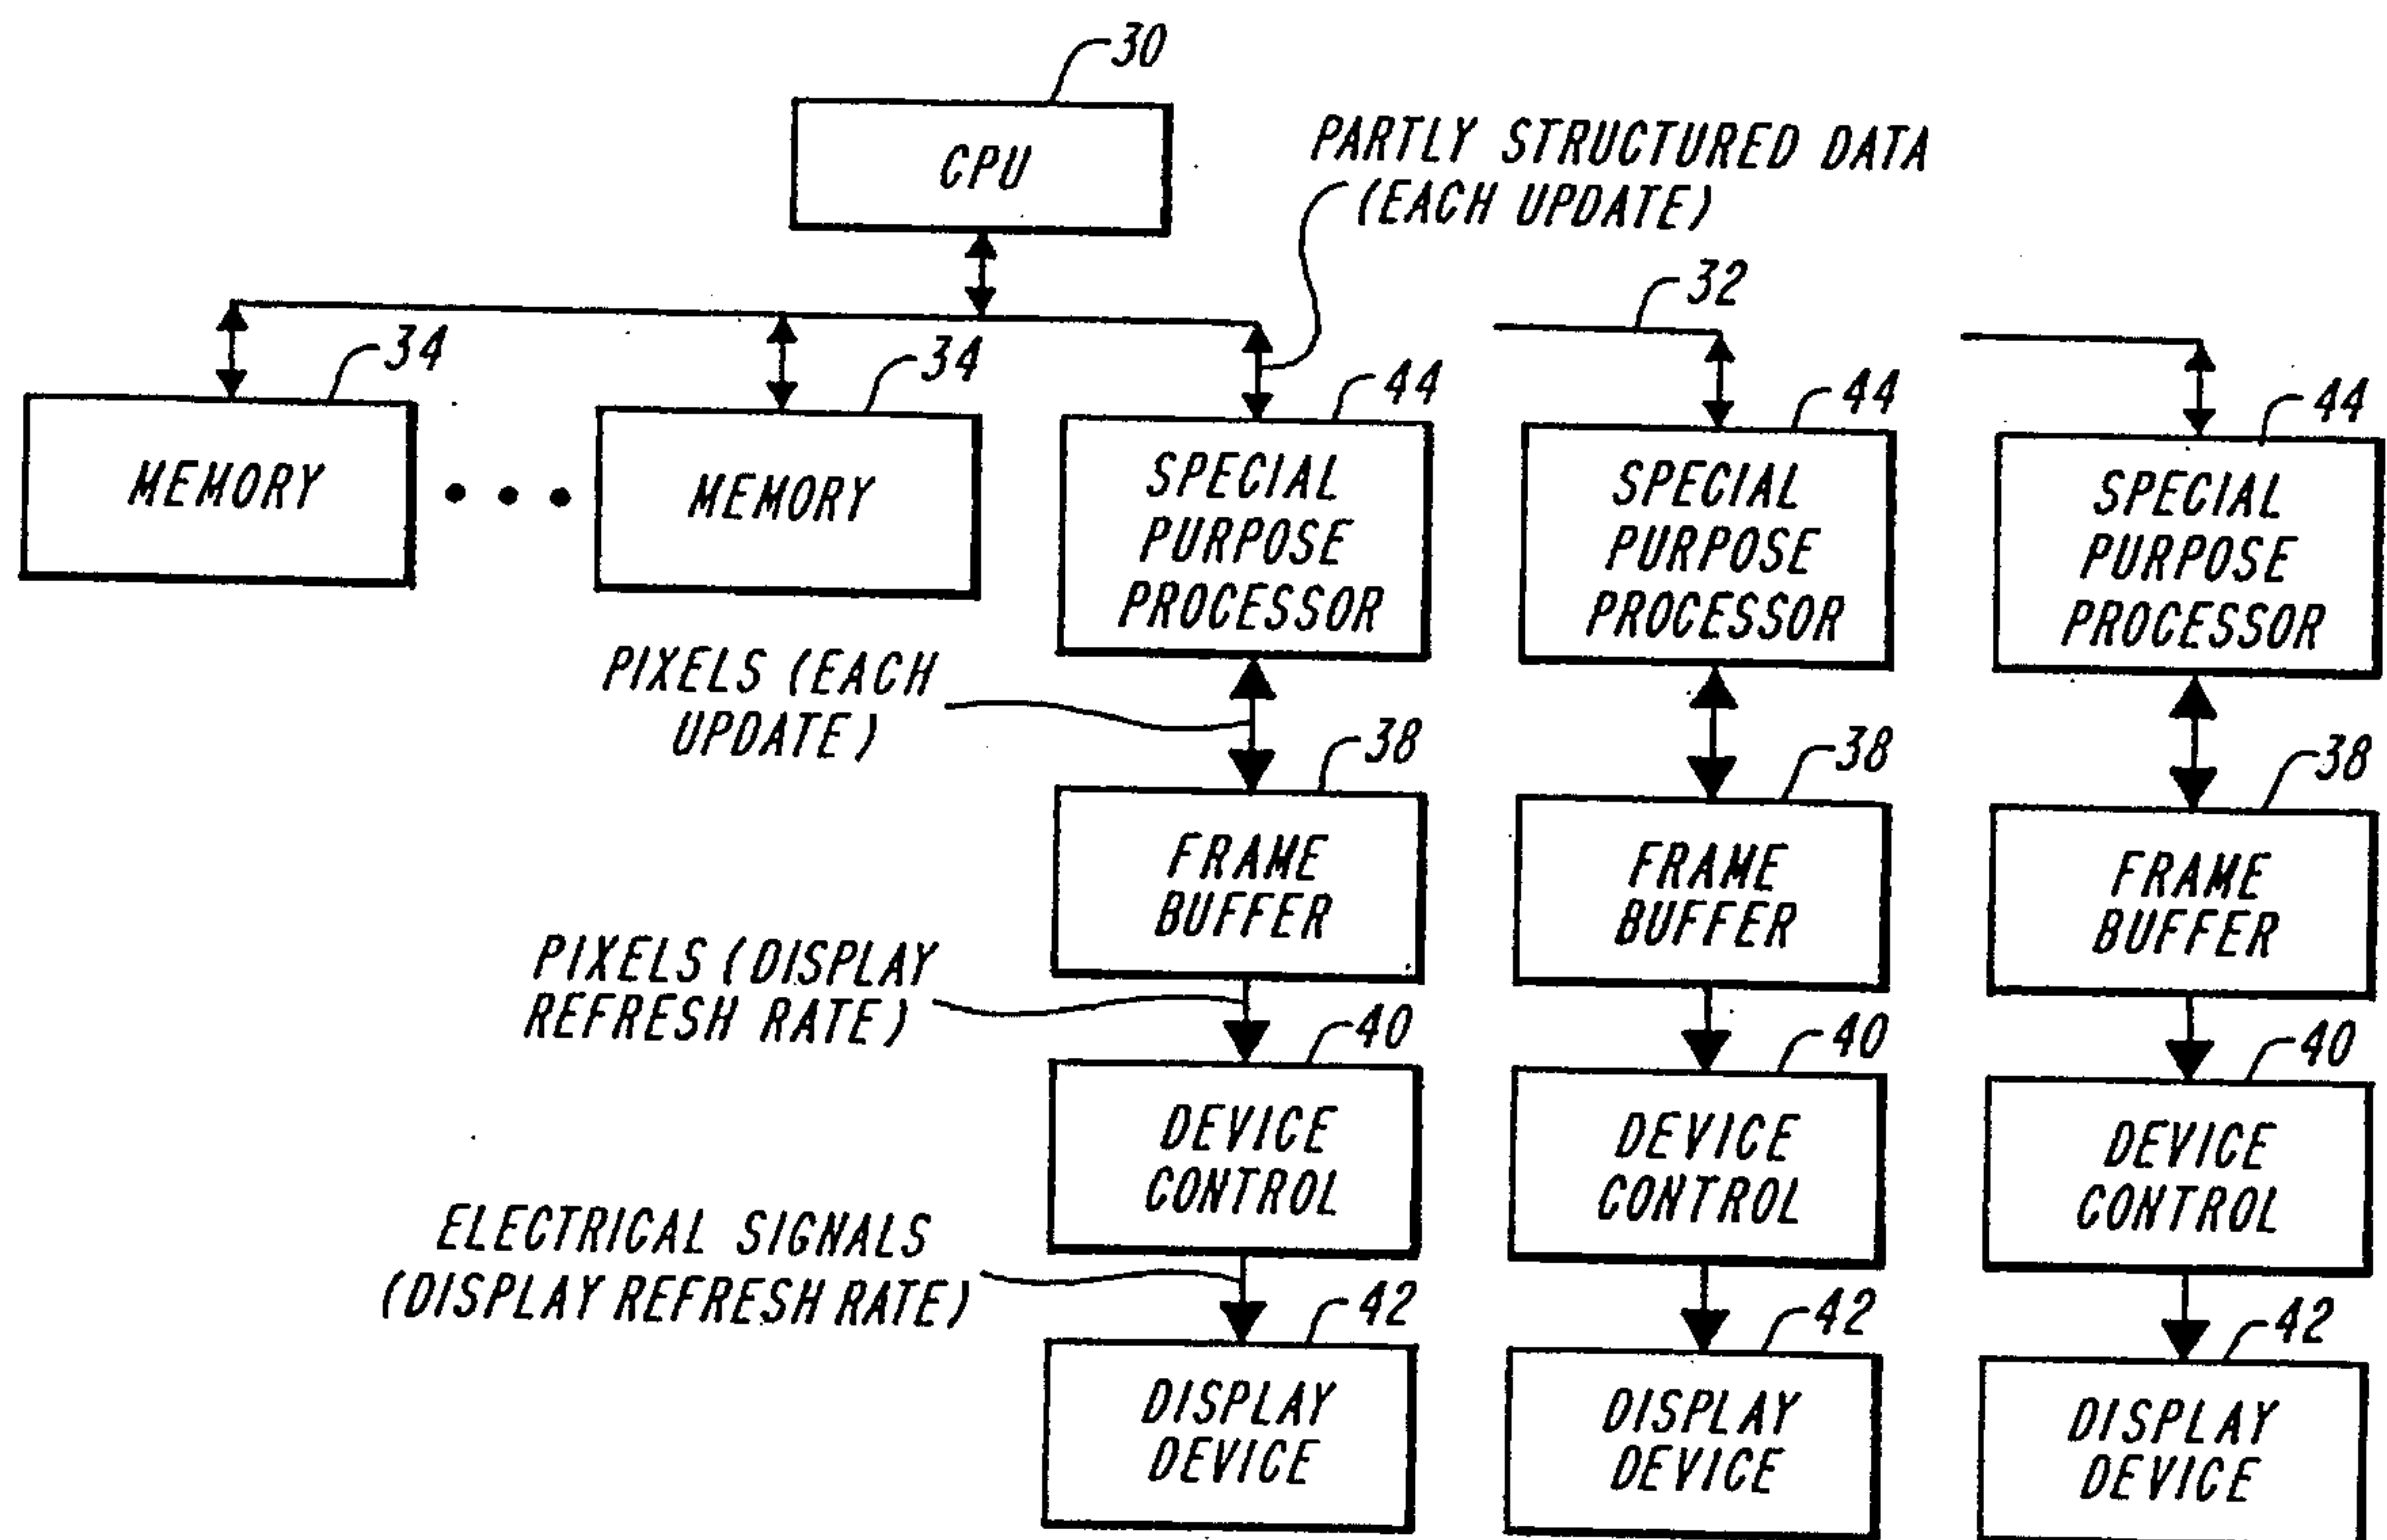 30
CPU
PARTLY STRUCTURED DATA
(EACH UPDATE)
32
34
34
44
44
44
MEMORY
MEMORY
SPECIAL
PURPOSE
PROCESSOR
SPECIAL
PURPOSE
PROCESSOR
SPECIAL
PURPOSE
PROCESSOR
PIXELS (EACH
UPDATE)
38
38
38
FRAME
BUFFER
FRAME
BUFFER
FRAME
BUFFER
PIXELS (DISPLAY
REFRESH RATE)
40
40
40
DEVICE
CONTROL
DEVICE
CONTROL
DEVICE
CONTROL
ELECTRICAL SIGNALS
(DISPLAY REFRESH RATE)
42
42
42
DISPLAY
DEVICE
DISPLAY
DEVICE
DISPLAY
DEVICE